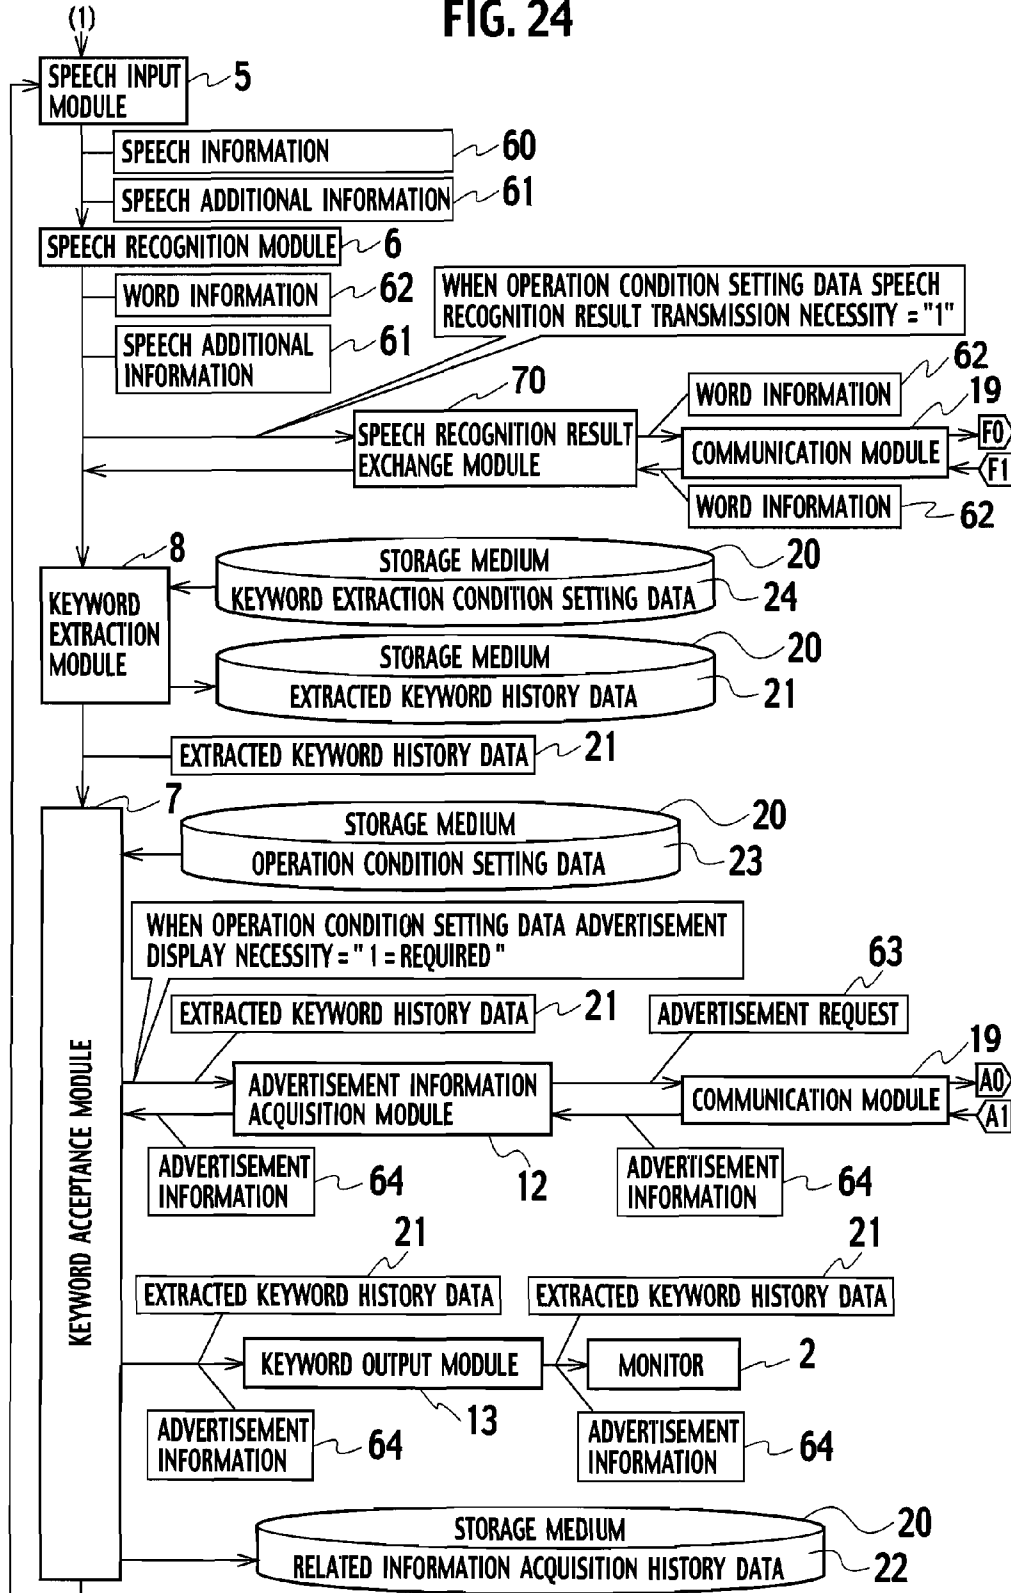 FIG. 24
(1)
SPEECH INPUT
MODULE
5
SPEECH INFORMATION
60
SPEECH ADDITIONAL INFORMATION
61
SPEECH RECOGNITION MODULE
6
WORD INFORMATION
62
SPEECH ADDITIONAL
INFORMATION
61
WHEN OPERATION CONDITION SETTING DATA SPEECH
RECOGNITION RESULT TRANSMISSION NECESSITY = "1"
70
SPEECH RECOGNITION RESULT
EXCHANGE MODULE
WORD INFORMATION
62
19
COMMUNICATION MODULE
F0
F1
WORD INFORMATION
62
8
KEYWORD
EXTRACTION
MODULE
STORAGE MEDIUM
20
KEYWORD EXTRACTION CONDITION SETTING DATA
24
STORAGE MEDIUM
20
EXTRACTED KEYWORD HISTORY DATA
21
EXTRACTED KEYWORD HISTORY DATA
21
7
KEYWORD ACCEPTANCE MODULE
STORAGE MEDIUM
20
OPERATION CONDITION SETTING DATA
23
WHEN OPERATION CONDITION SETTING DATA ADVERTISEMENT
DISPLAY NECESSITY = " 1 = REQUIRED "
EXTRACTED KEYWORD HISTORY DATA
21
63
ADVERTISEMENT REQUEST
ADVERTISEMENT INFORMATION
ACQUISITION MODULE
12
19
COMMUNICATION MODULE
A0
A1
ADVERTISEMENT
INFORMATION
64
ADVERTISEMENT
INFORMATION
64
21
EXTRACTED KEYWORD HISTORY DATA
21
EXTRACTED KEYWORD HISTORY DATA
KEYWORD OUTPUT MODULE
13
MONITOR
2
ADVERTISEMENT
INFORMATION
64
ADVERTISEMENT
INFORMATION
64
STORAGE MEDIUM
20
RELATED INFORMATION ACQUISITION HISTORY DATA
22